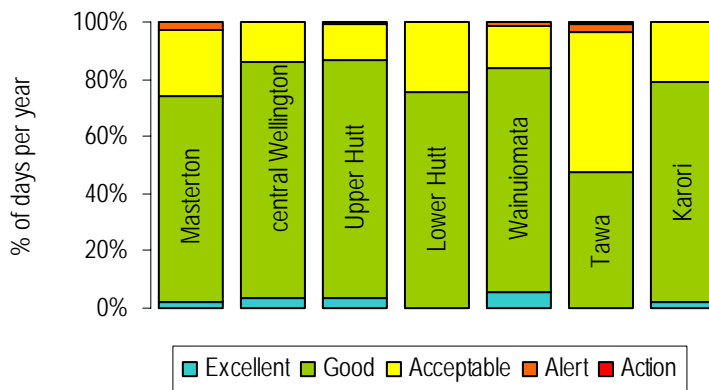 100%
80%
60%
40%
20%
0%
% of days per year
Masterton
central Wellington
Upper Hutt
Lower Hutt
Wainuiomata
Tawa
Karori
Excellent Good Acceptable Alert Action